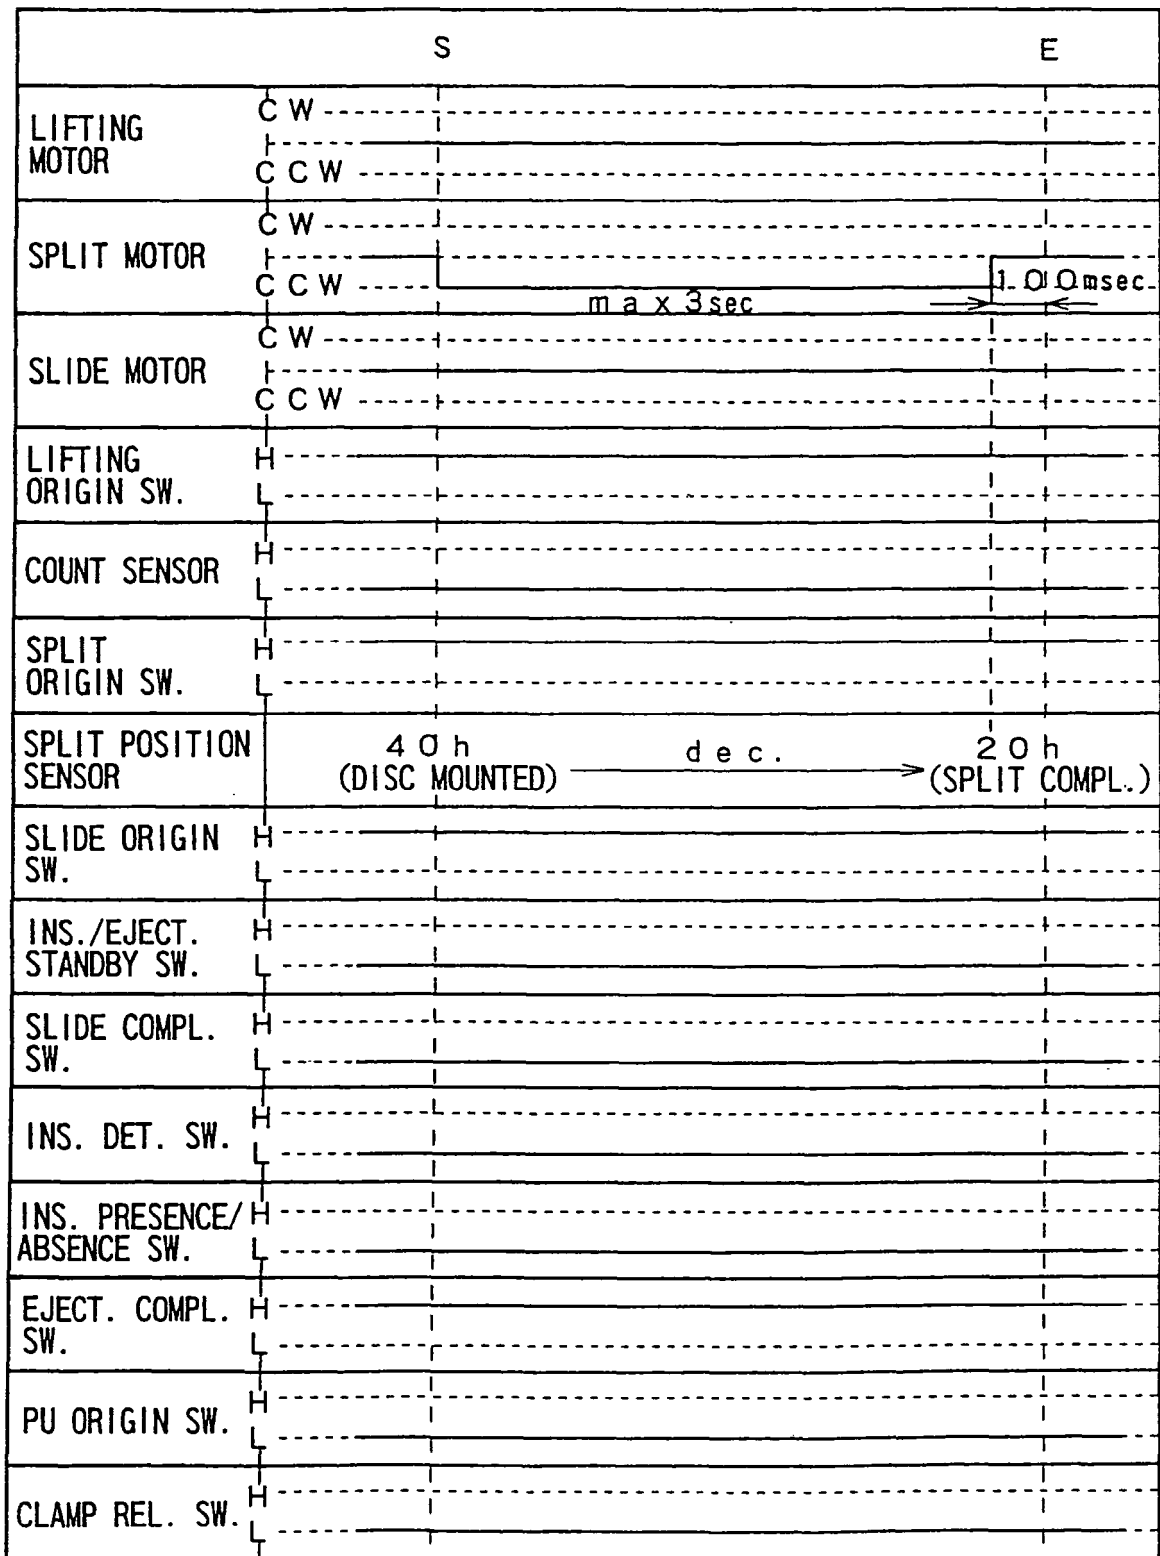 S E
LIFTING
MOTOR
CW
CCW
SPLIT MOTOR
CW
CCW
max 3sec
100msec
SLIDE MOTOR
CW
CCW
LIFTING
ORIGIN SW.
H
L
COUNT SENSOR
H
L
SPLIT
ORIGIN SW.
H
L
SPLIT POSITION
SENSOR
40h
(DISC MOUNTED)
dec.
20h
(SPLIT COMPL.)
SLIDE ORIGIN
SW.
H
L
INS./EJECT.
STANDBY SW.
H
L
SLIDE COMPL.
SW.
H
L
INS. DET. SW.
H
L
INS. PRESENCE/
ABSENCE SW.
H
L
EJECT. COMPL.
SW.
H
L
PU ORIGIN SW.
H
L
CLAMP REL. SW.
H
L